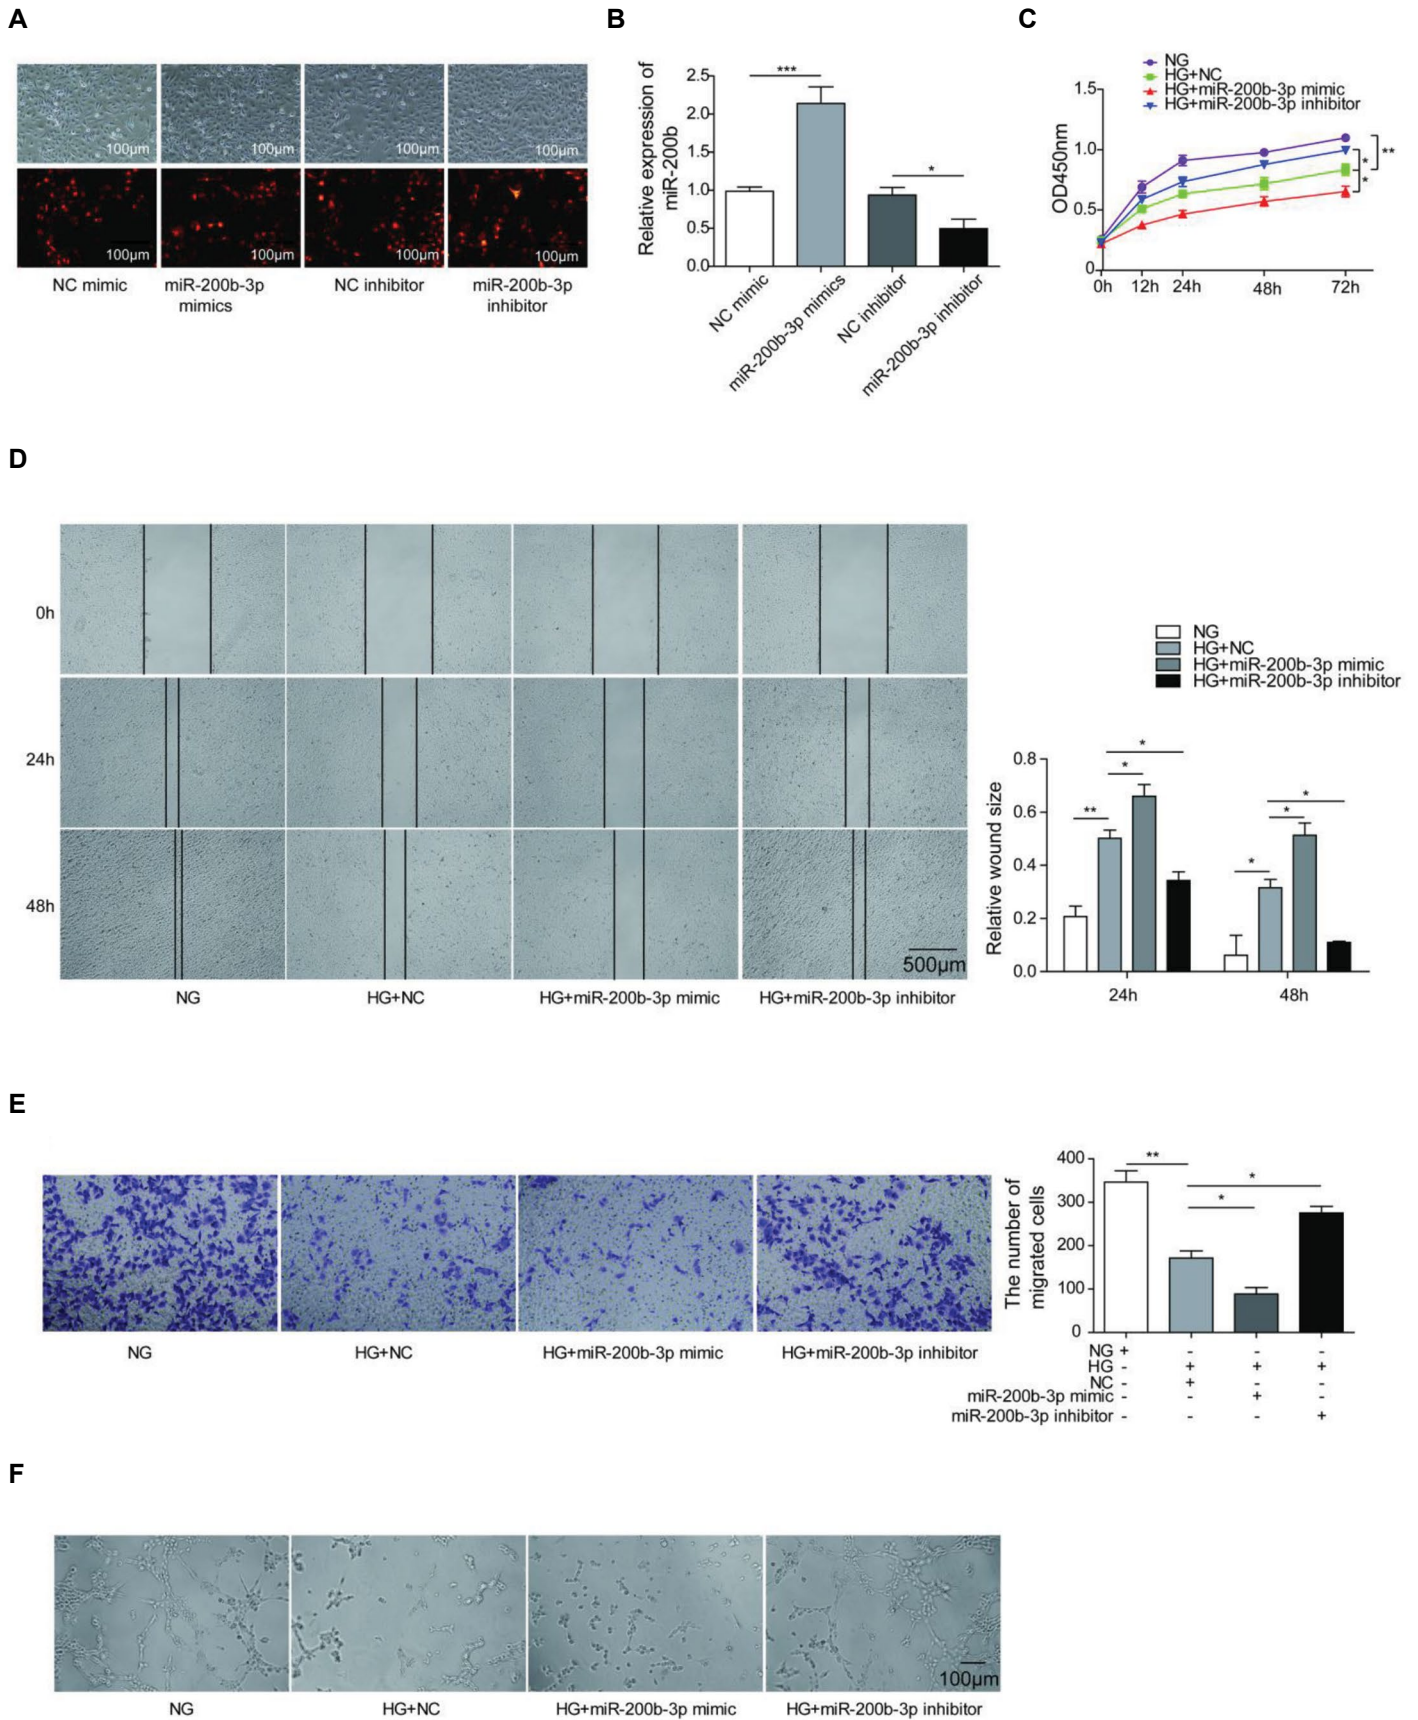 A
100μm
100μm
100μm
100μm
100μm
100μm
100μm
100μm
NC mimic
miR-200b-3p
mimics
NC inhibitor
miR-200b-3p
inhibitor
B
Relative expression of
miR-200b
2.5
2.0
1.5
1.0
0.5
0.0
***
*
NC mimic
miR-200b-3p mimics
NC inhibitor
miR-200b-3p inhibitor
C
NG
HG+NC
HG+miR-200b-3p mimic
HG+miR-200b-3p inhibitor
OD450nm
1.5
1.0
0.5
0
0h
12h
24h
48h
72h
*
*
**
D
0h
24h
48h
500μm
NG
HG+NC
HG+miR-200b-3p mimic
HG+miR-200b-3p inhibitor
NG
HG+NC
HG+miR-200b-3p mimic
HG+miR-200b-3p inhibitor
Relative wound size
0.8
0.6
0.4
0.2
0.0
**
*
*
*
*
*
24h
48h
E
NG
HG+NC
HG+miR-200b-3p mimic
HG+miR-200b-3p inhibitor
The number of
migrated cells
400
300
200
100
0
**
*
*
NG + - - -
HG - + + +
NC - + - -
miR-200b-3p mimic - - + -
miR-200b-3p inhibitor - - - +
F
100μm
NG
HG+NC
HG+miR-200b-3p mimic
HG+miR-200b-3p inhibitor